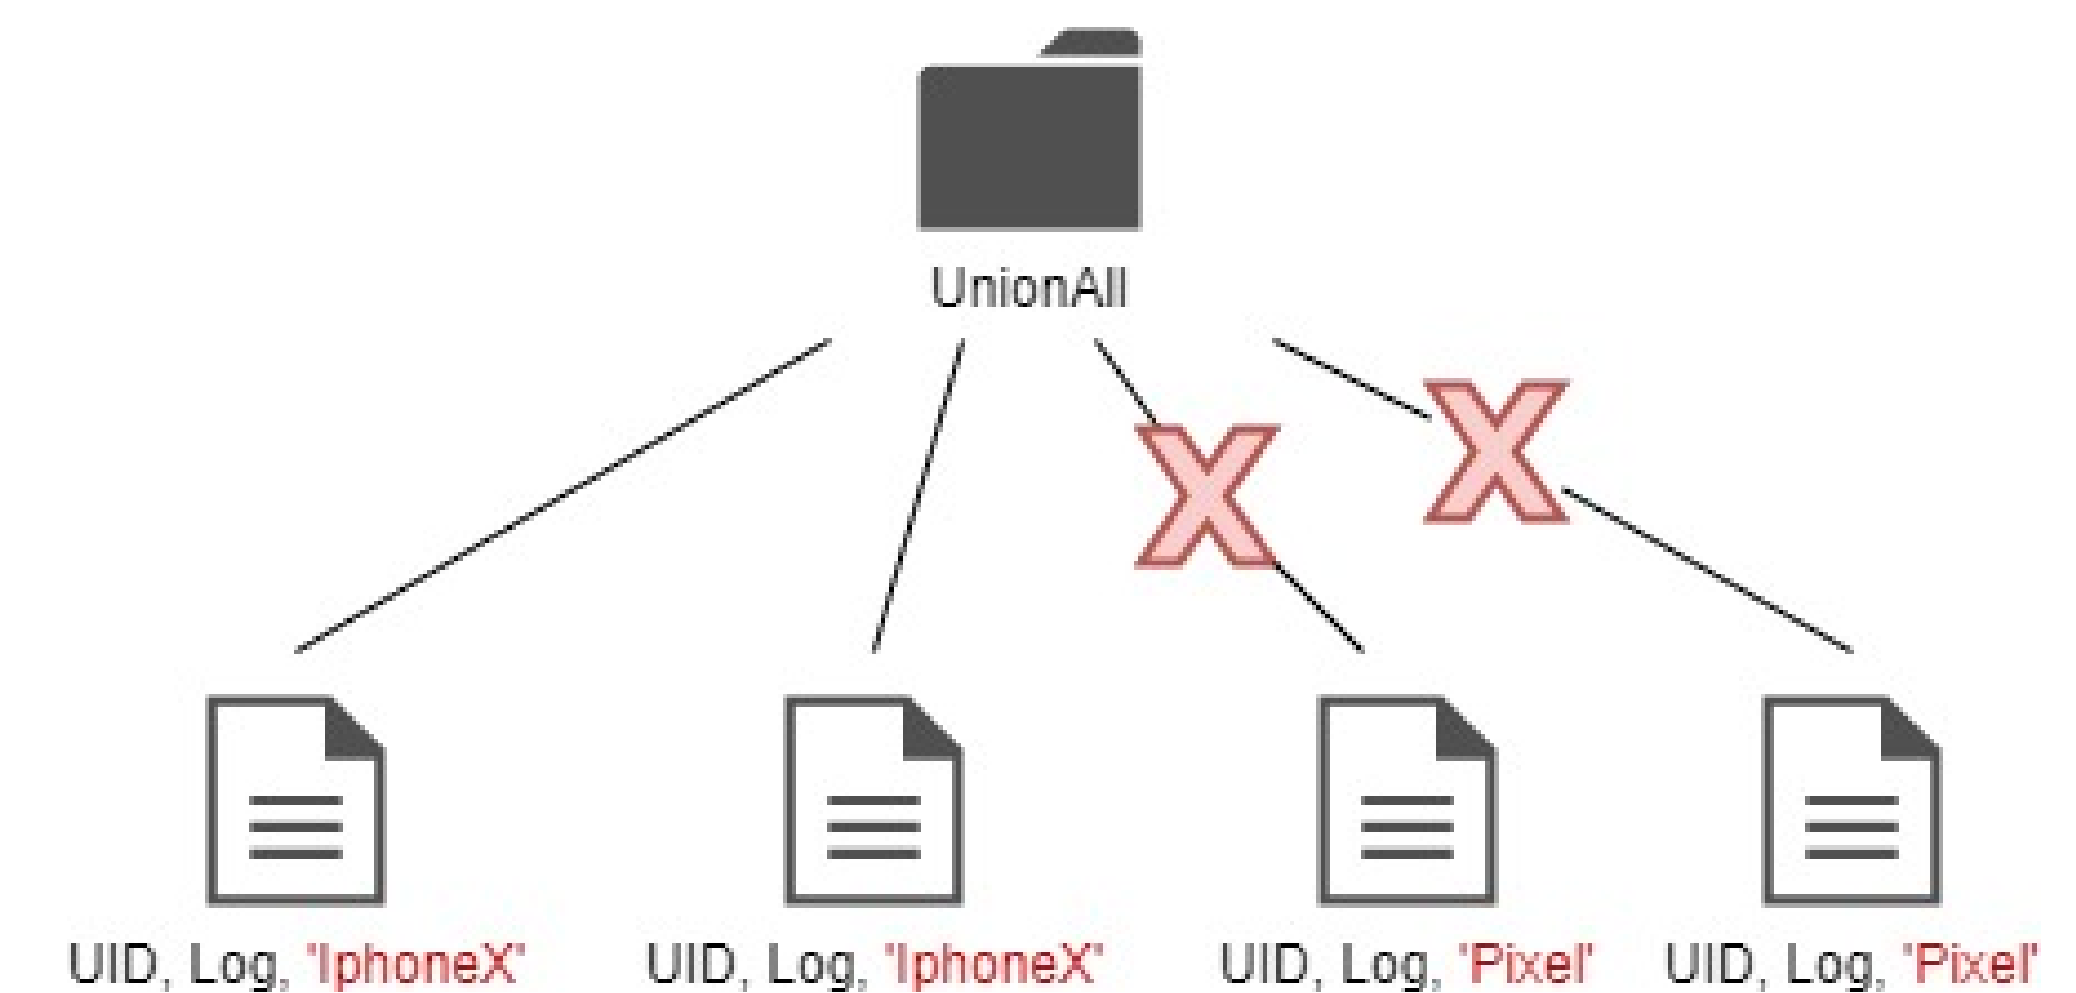 UnionAll
UID, Log, 'IphoneX'
UID, Log, 'IphoneX'
UID, Log, 'Pixel'
UID, Log, 'Pixel'